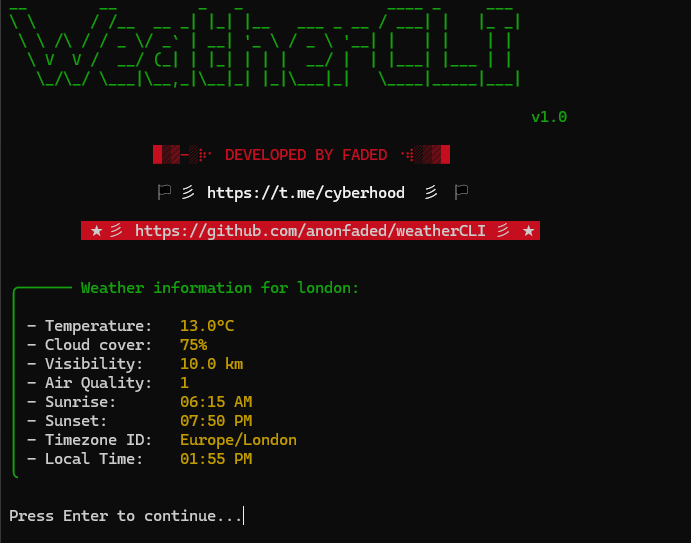 WeatherCLI
v1.0
DEVELOPED BY FADED
https://t.me/cyberhood
★ 彡 https://github.com/anonfaded/weatherCLI 彡 ★
Weather information for london:
- Temperature: 13.0°C
- Cloud cover: 75%
- Visibility: 10.0 km
- Air Quality: 1
- Sunrise: 06:15 AM
- Sunset: 07:50 PM
- Timezone ID: Europe/London
- Local Time: 01:55 PM
Press Enter to continue...